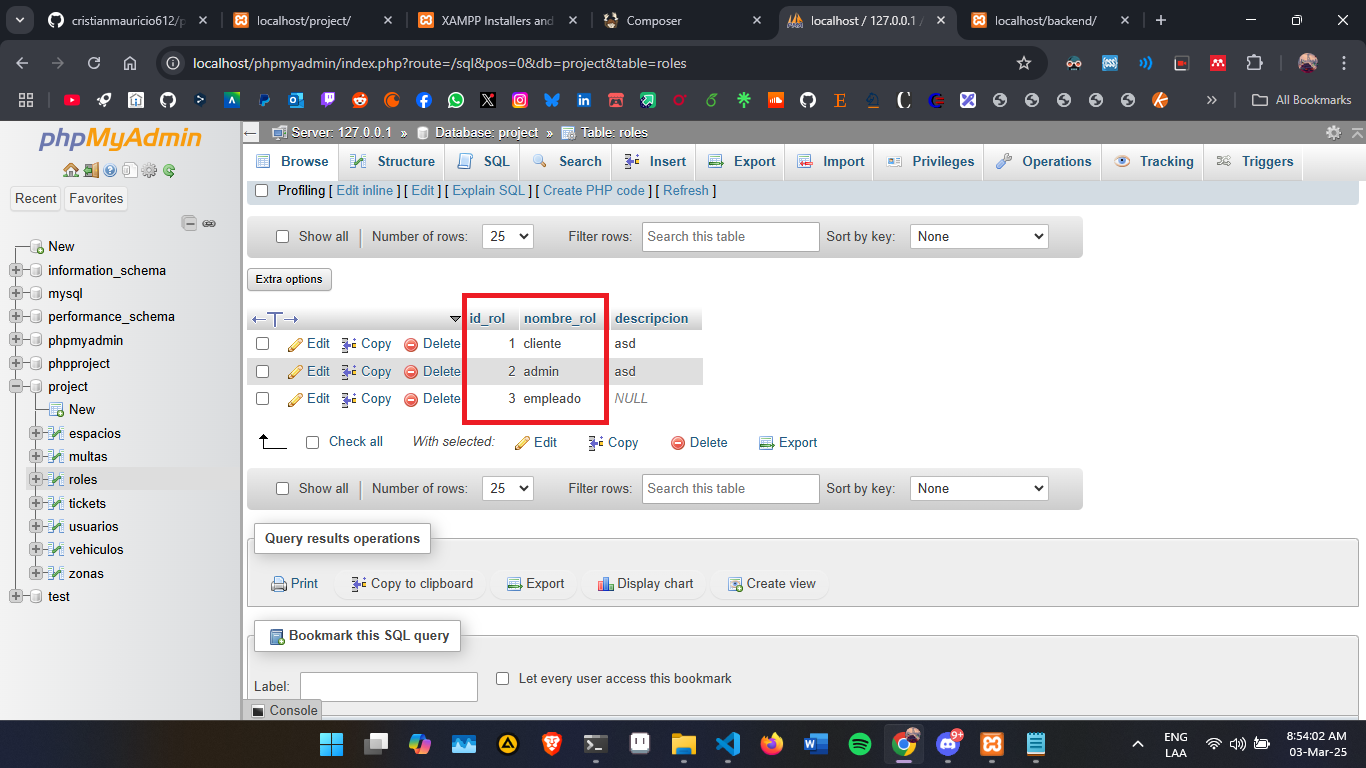 cristianmauricio612/p
localhost/project/
XAMPP Installers and
Composer
localhost / 127.0.0.1 /
localhost/backend/
localhost/phpmyadmin/index.php?route=/sql&pos=0&db=project&table=roles
All Bookmarks
phpMyAdmin
Recent Favorites
New
information_schema
mysql
performance_schema
phpmyadmin
phpproject
project
New
espacios
multas
roles
tickets
usuarios
vehiculos
zonas
test
Server: 127.0.0.1 » Database: project » Table: roles
Browse Structure SQL Search Insert Export Import Privileges Operations Tracking Triggers
Profiling [ Edit inline ] [ Edit ] [ Explain SQL ] [ Create PHP code ] [ Refresh ]
Show all Number of rows: 25 Filter rows: Search this table Sort by key: None
Extra options
id_rol nombre_rol descripcion
Edit Copy Delete 1 cliente asd
Edit Copy Delete 2 admin asd
Edit Copy Delete 3 empleado NULL
Check all With selected: Edit Copy Delete Export
Show all Number of rows: 25 Filter rows: Search this table Sort by key: None
Query results operations
Print Copy to clipboard Export Display chart Create view
Bookmark this SQL query
Label: Let every user access this bookmark
Console
9+
ENG
LAA
8:54:02 AM
03-Mar-25